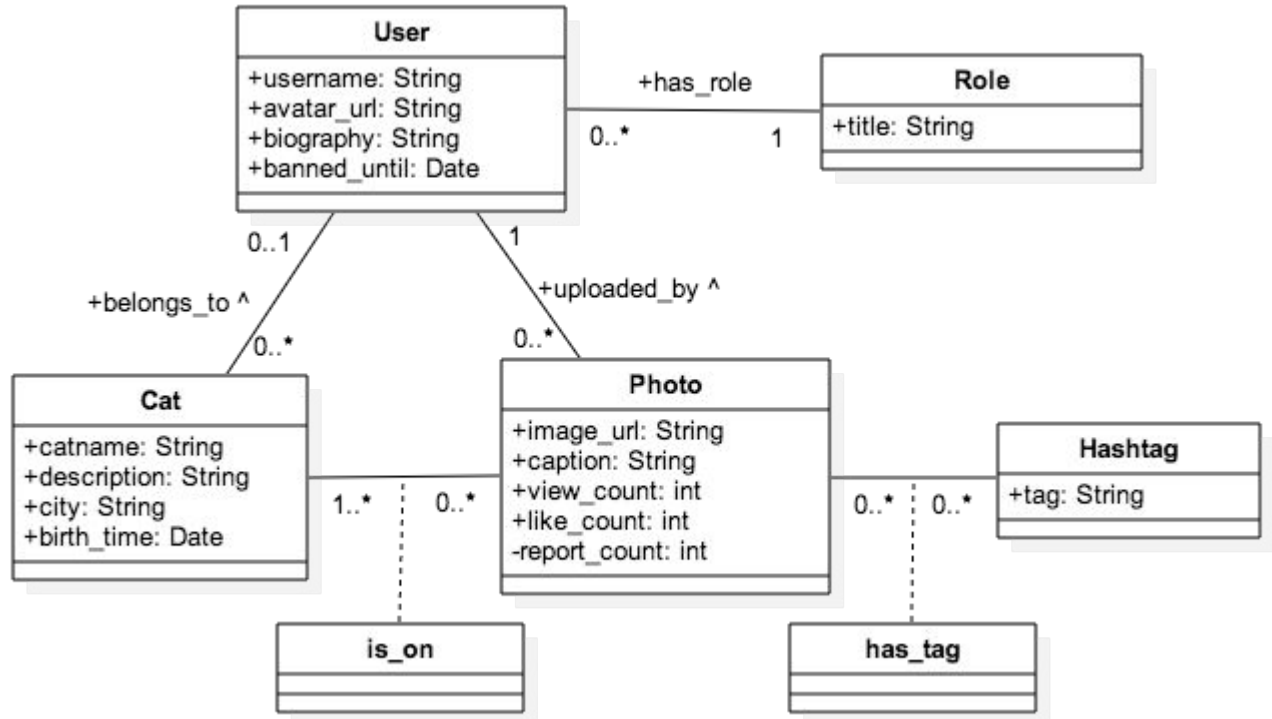 User
+username: String
+avatar_url: String
+biography: String
+banned_until: Date
+has_role
0..*
1
Role
+title: String
0..1
+belongs_to ^
0..*
1
+uploaded_by ^
0..*
Cat
+catname: String
+description: String
+city: String
+birth_time: Date
1..*
0..*
Photo
+image_url: String
+caption: String
+view_count: int
+like_count: int
-report_count: int
0..*
0..*
Hashtag
+tag: String
is_on
has_tag